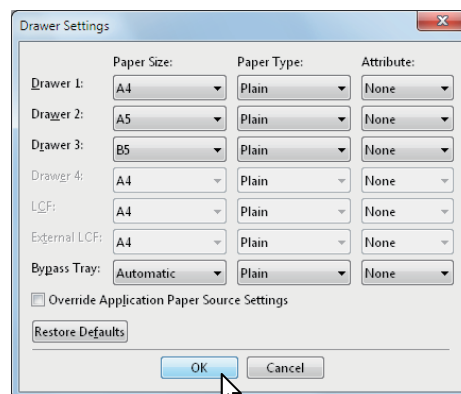 Drawer Settings
Paper Size: Paper Type: Attribute:
Drawer 1: A4 Plain None
Drawer 2: A5 Plain None
Drawer 3: B5 Plain None
Drawer 4: A4 Plain None
LCF: A4 Plain None
External LCF: A4 Plain None
Bypass Tray: Automatic Plain None
Override Application Paper Source Settings
Restore Defaults
OK Cancel